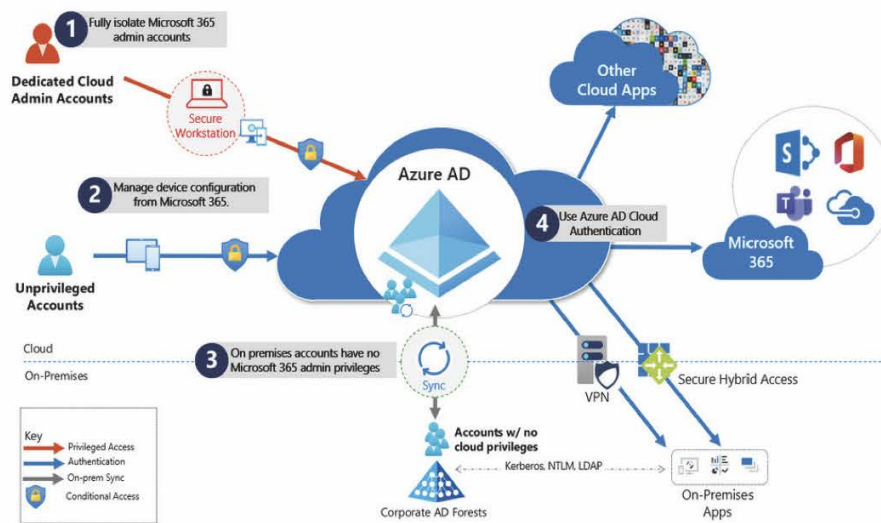 1
Fully isolate Microsoft 365
admin accounts
Dedicated Cloud
Admin Accounts
Secure
Workstation
Other
Cloud Apps
Azure AD
2
Manage device configuration
from Microsoft 365.
4
Use Azure AD Cloud
Authentication
S
T
Microsoft
365
Unprivileged
Accounts
3
On premises accounts have no
Microsoft 365 admin privileges
Cloud
On-Premises
Sync
VPN
Secure Hybrid Access
Key
Privileged Access
Authentication
On-prem Sync
Conditional Access
Accounts w/ no
cloud privileges
Kerberos, NTLM, LDAP
Corporate AD Forests
On-Premises
Apps